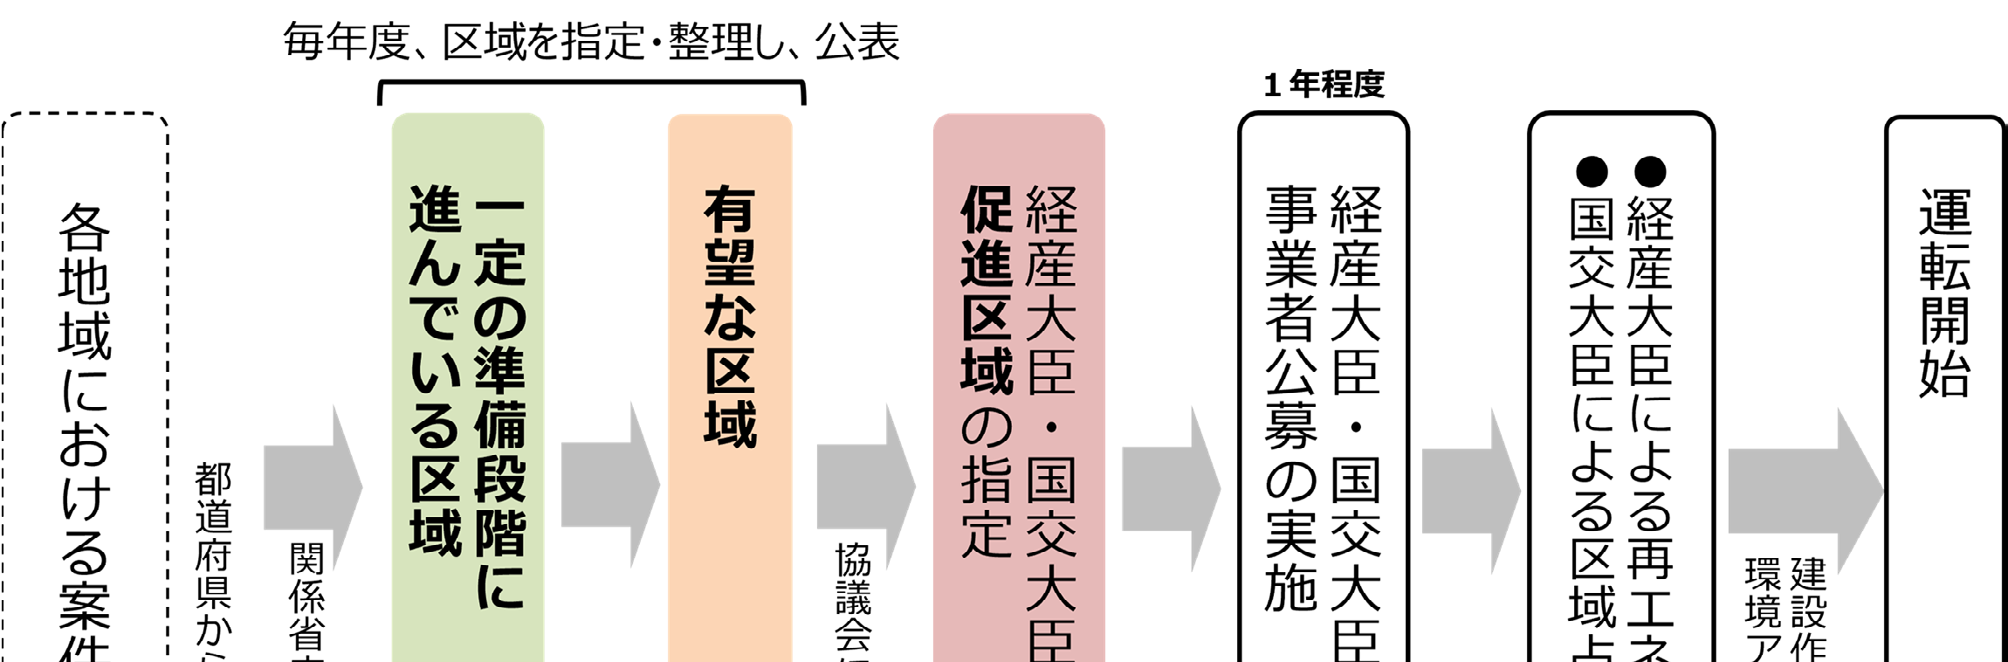 毎年度、区域を指定・整理し、公表
各地域における案件
都道府県から
関係省
一定の準備段階に
進んでいる区域
有望な区域
協議会に
経産大臣・国交大臣
促進区域の指定
1年程度
経産大臣・国交大臣
事業者公募の実施
●経産大臣による再エネ
●国交大臣による区域占
建設作
環境ア
運転開始